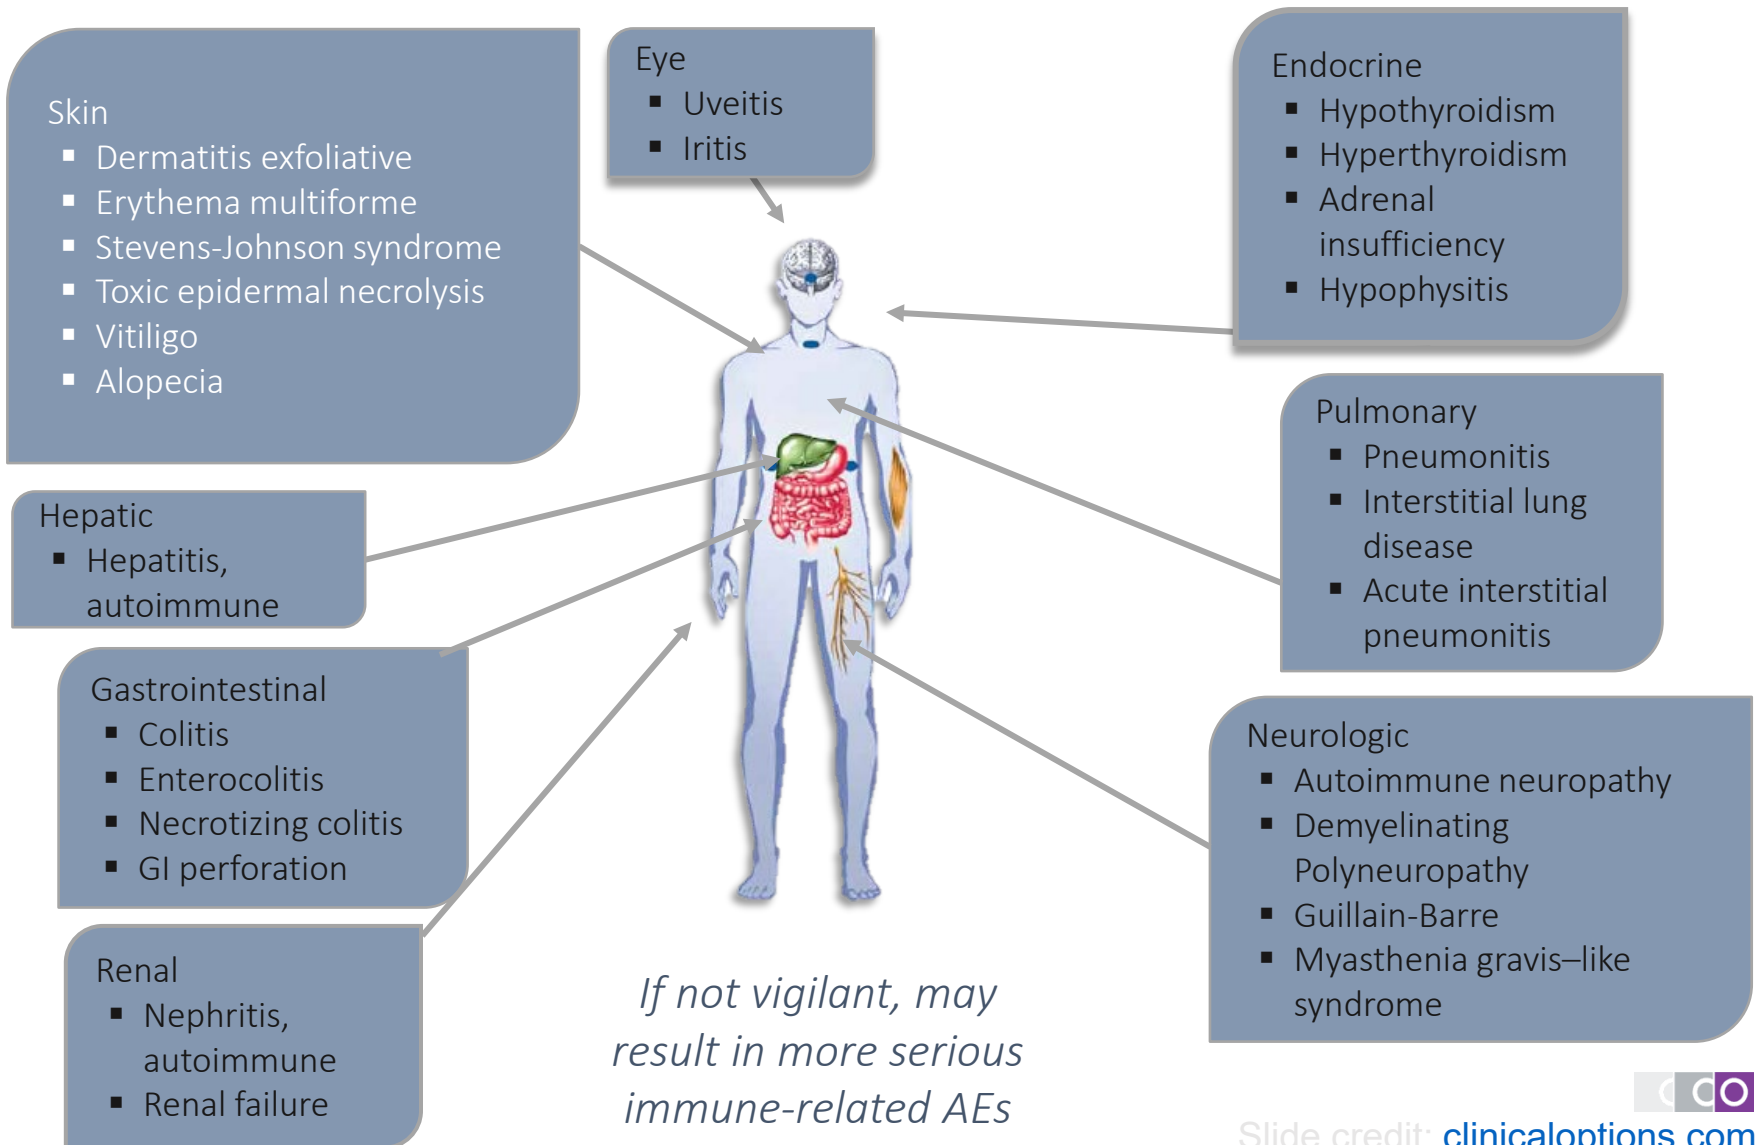 Skin
▪ Dermatitis exfoliative
▪ Erythema multiforme
▪ Stevens-Johnson syndrome
▪ Toxic epidermal necrolysis
▪ Vitiligo
▪ Alopecia
Eye
▪ Uveitis
▪ Iritis
Endocrine
▪ Hypothyroidism
▪ Hyperthyroidism
▪ Adrenal
insufficiency
▪ Hypophysitis
Pulmonary
▪ Pneumonitis
▪ Interstitial lung
disease
▪ Acute interstitial
pneumonitis
Hepatic
▪ Hepatitis,
autoimmune
Gastrointestinal
▪ Colitis
▪ Enterocolitis
▪ Necrotizing colitis
▪ GI perforation
Neurologic
▪ Autoimmune neuropathy
▪ Demyelinating
Polyneuropathy
▪ Guillain-Barre
▪ Myasthenia gravis–like
syndrome
Renal
▪ Nephritis,
autoimmune
▪ Renal failure
If not vigilant, may
result in more serious
immune-related AEs
CCO
Slide credit: clinicaloptions.com